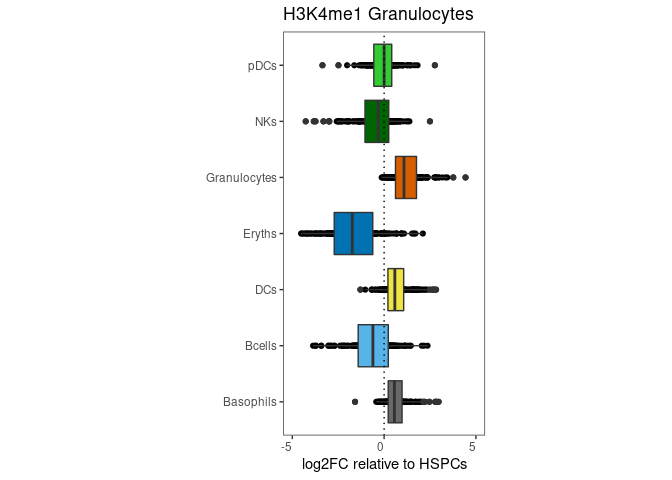 H3K4me1 Granulocytes
pDCs
NKs
Granulocytes
Eryths
DCs
Bcells
Basophils
-5 0 5
log2FC relative to HSPCs